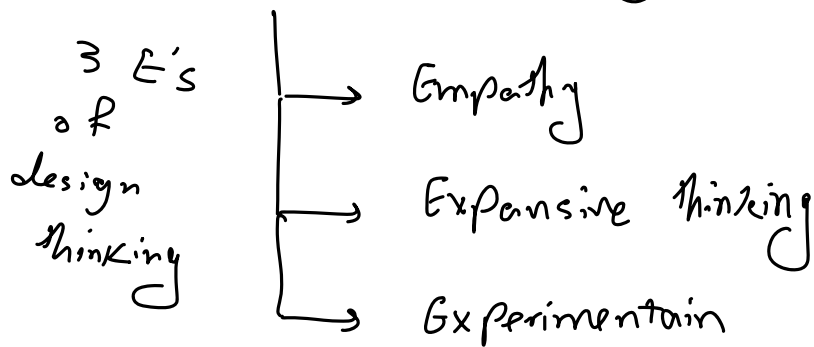 3 E's
of
design
thinking
Empathy
Expansive thinking
Experimentain